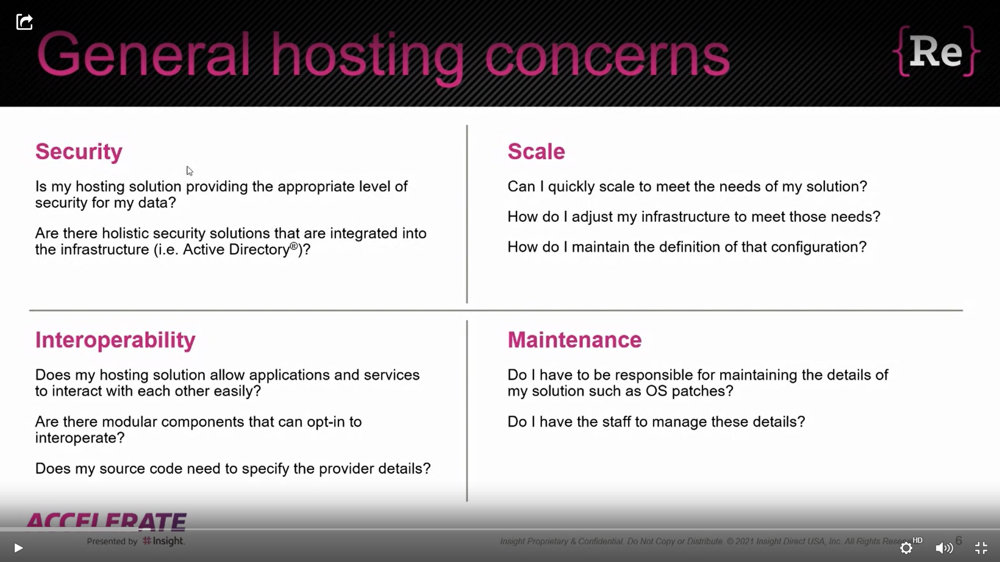 General hosting concerns
{Re}
Security
Is my hosting solution providing the appropriate level of
security for my data?
Are there holistic security solutions that are integrated into
the infrastructure (i.e. Active Directory®)?
Scale
Can I quickly scale to meet the needs of my solution?
How do I adjust my infrastructure to meet those needs?
How do I maintain the definition of that configuration?
Interoperability
Does my hosting solution allow applications and services
to interact with each other easily?
Are there modular components that can opt-in to
interoperate?
Does my source code need to specify the provider details?
Maintenance
Do I have to be responsible for maintaining the details of
my solution such as OS patches?
Do I have the staff to manage these details?
ACCELERATE
Presented by Insight.
Insight Proprietary & Confidential. Do Not Copy or Distribute. © 2021 Insight Direct USA, Inc. All Rights
6
HD